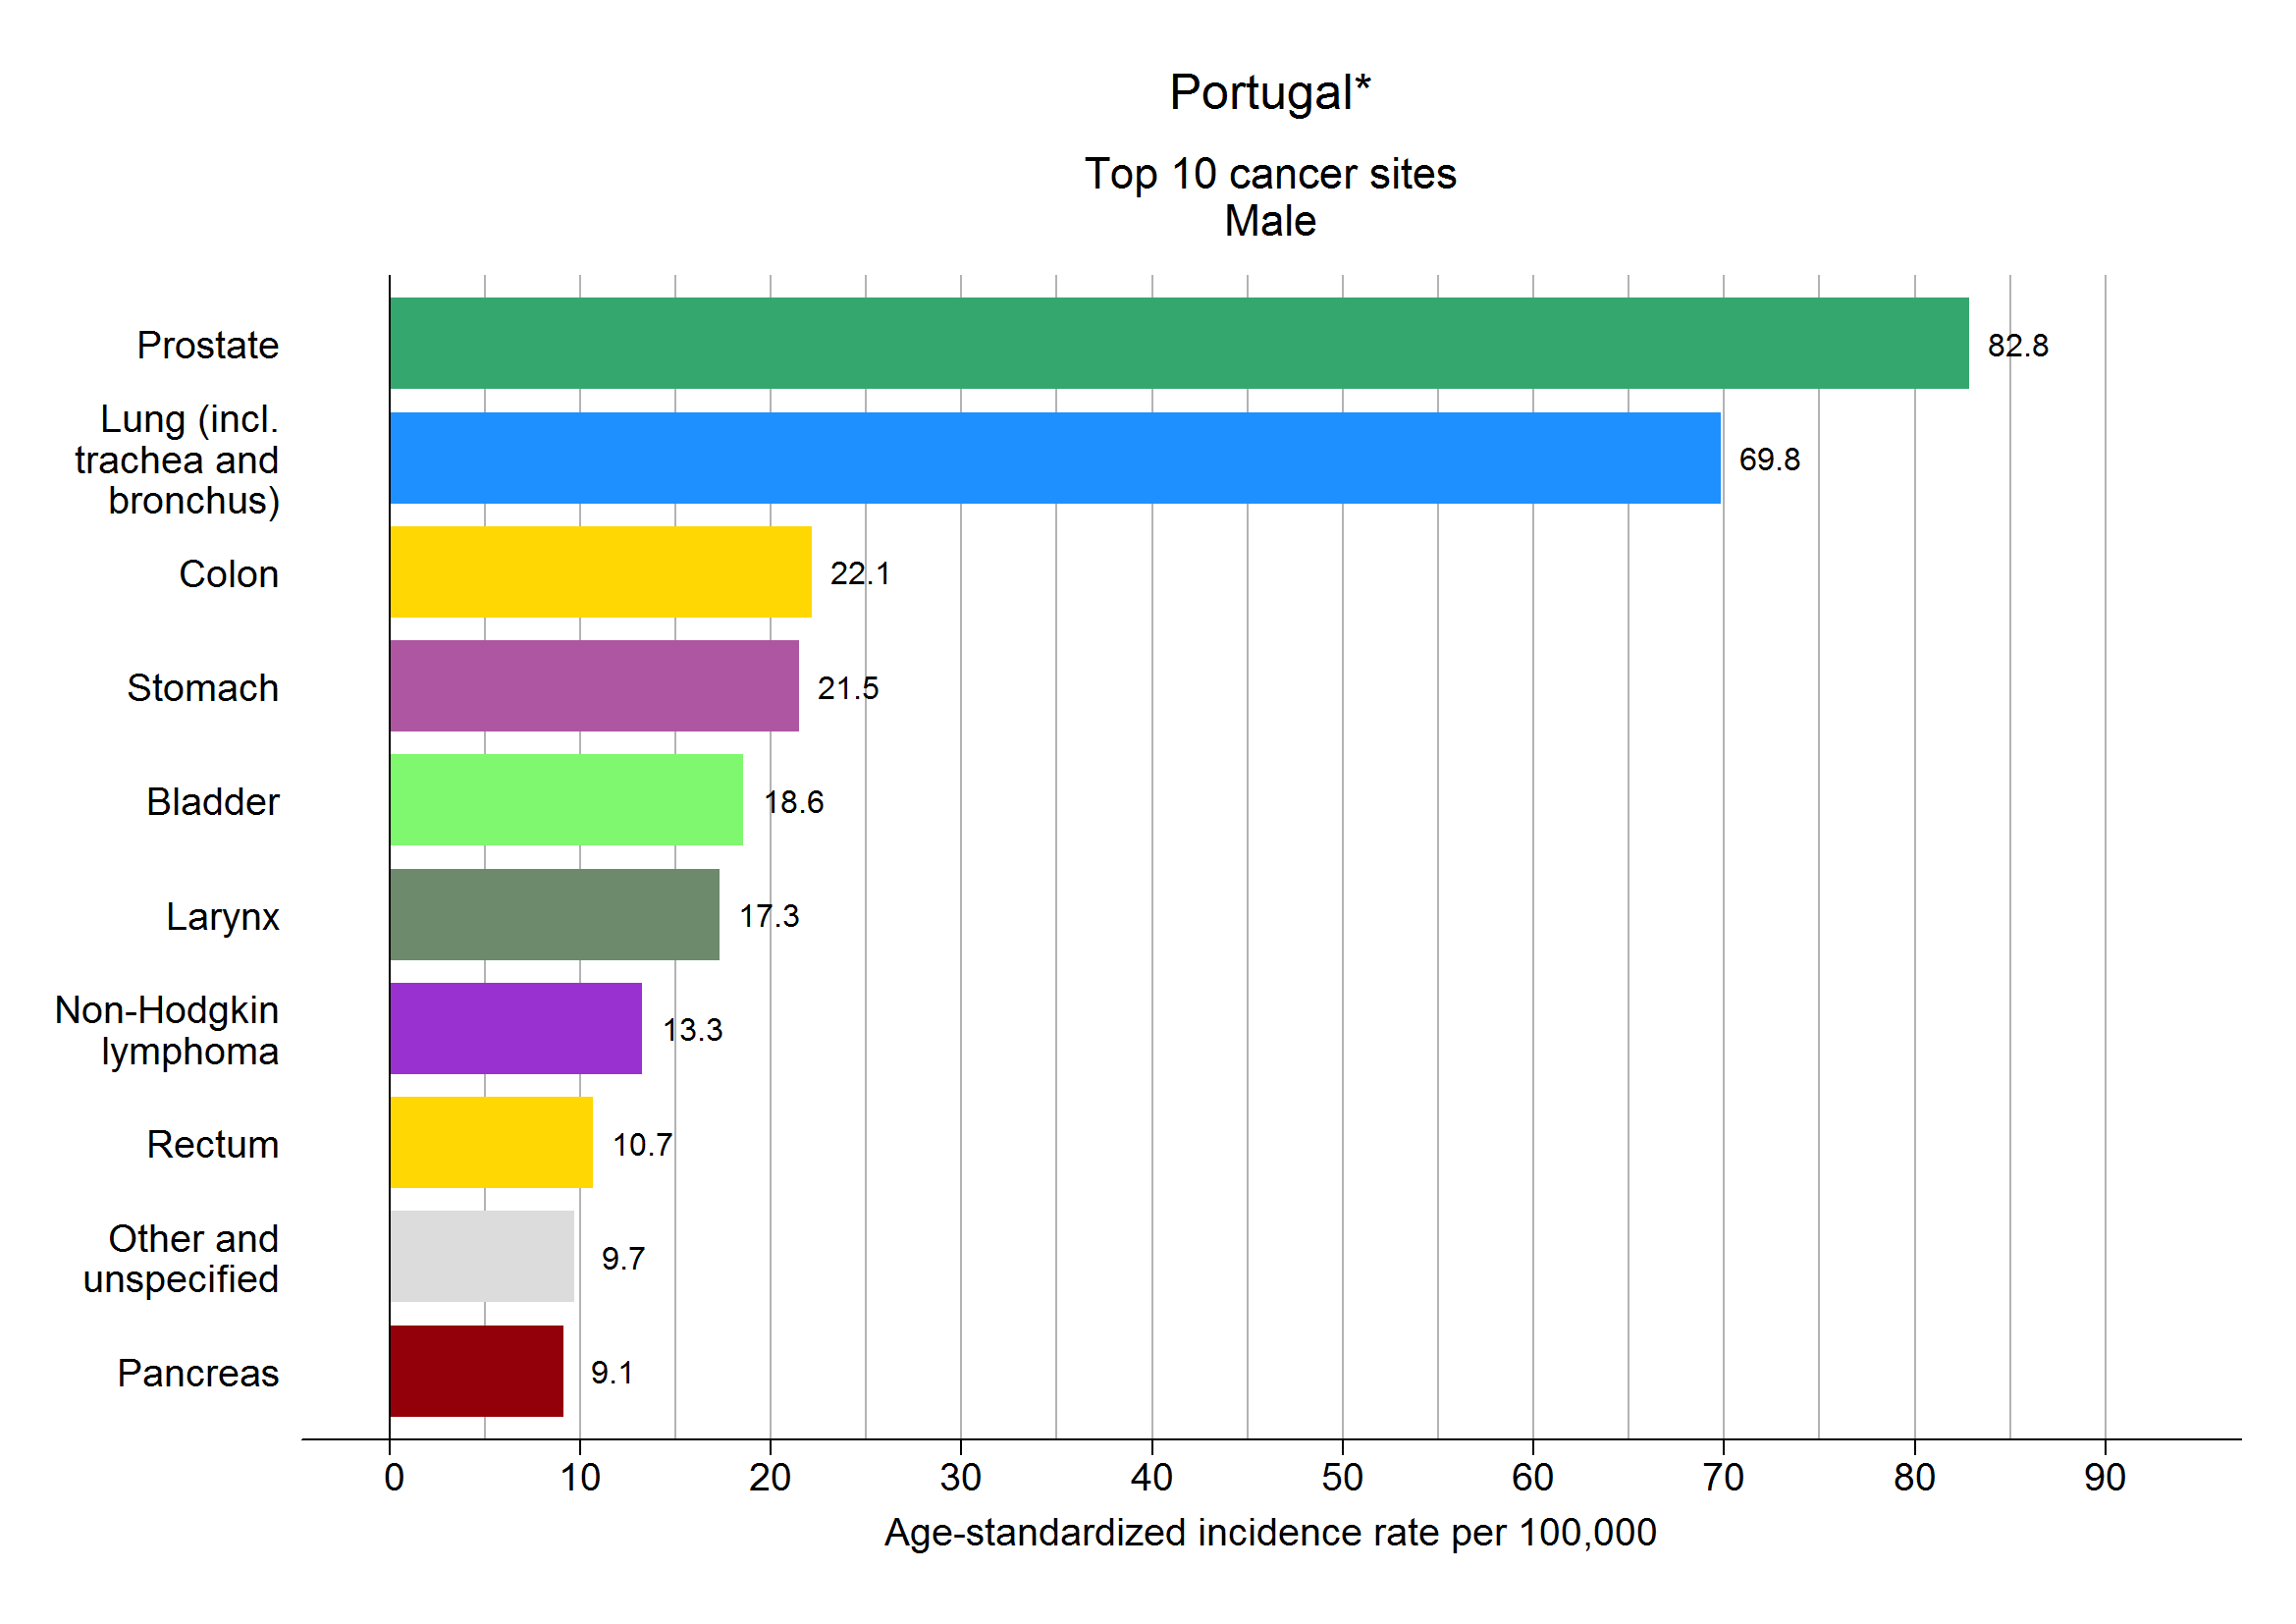 Portugal*
Top 10 cancer sites
Male
Prostate
82.8
Lung (incl.
trachea and
bronchus)
69.8
Colon
22.1
Stomach
21.5
Bladder
18.6
Larynx
17.3
Non-Hodgkin
lymphoma
13.3
Rectum
10.7
Other and
unspecified
9.7
Pancreas
9.1
0 10 20 30 40 50 60 70 80 90
Age-standardized incidence rate per 100,000